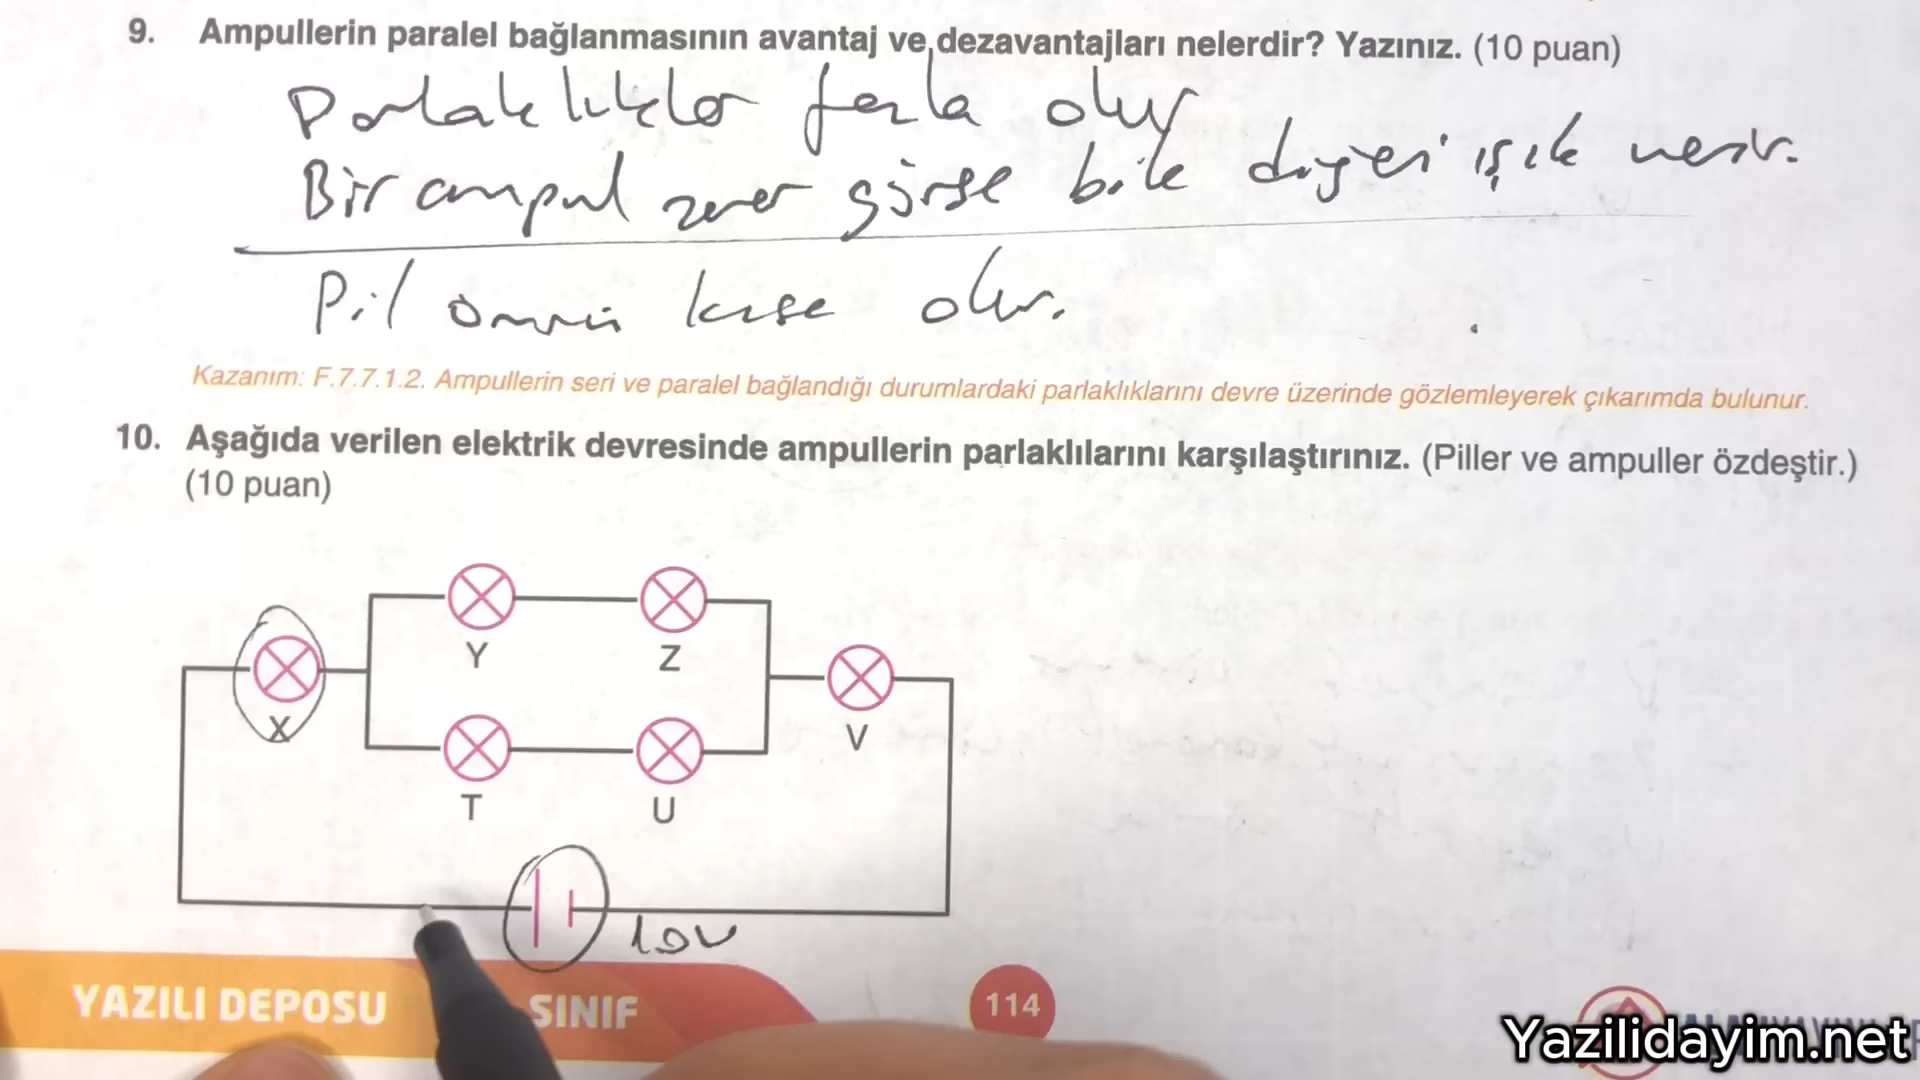 9. Ampullerin paralel bağlanmasının avantaj ve dezavantajları nelerdir? Yazınız. (10 puan)
Parlaklıkla fazla olur
Bir ampul zarar görse bile diğeri ışık verir.
Pil ömrü kısa olur.
Kazanım: F.7.7.1.2. Ampullerin seri ve paralel bağlandığı durumlardaki parlaklıklarını devre üzerinde gözlemleyerek çıkarımda bulunur.
10. Aşağıda verilen elektrik devresinde ampullerin parlaklılarını karşılaştırınız. (Piller ve ampuller özdeştir.)
(10 puan)
Y Z
X V
T U
10V
YAZILI DEPOSU SINIF 114
Yazilidayim.net